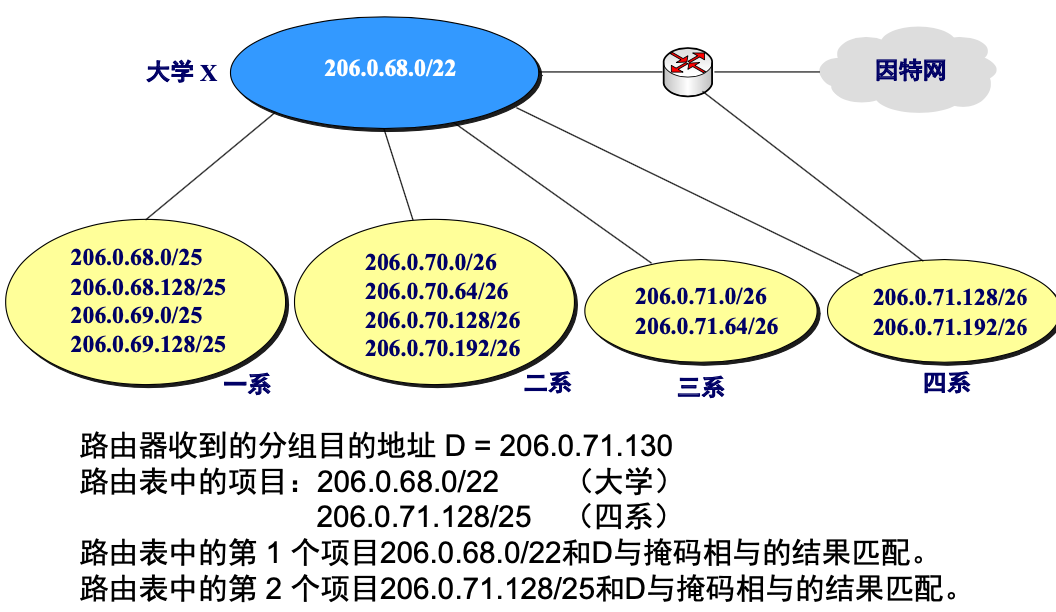 大学 X
206.0.68.0/22
因特网
206.0.68.0/25
206.0.68.128/25
206.0.69.0/25
206.0.69.128/25
一系
206.0.70.0/26
206.0.70.64/26
206.0.70.128/26
206.0.70.192/26
二系
206.0.71.0/26
206.0.71.64/26
三系
206.0.71.128/26
206.0.71.192/26
四系
路由器收到的分组目的地址 D = 206.0.71.130
路由表中的项目：206.0.68.0/22 （大学）
206.0.71.128/25 （四系）
路由表中的第 1 个项目206.0.68.0/22和D与掩码相与的结果匹配。
路由表中的第 2 个项目206.0.71.128/25和D与掩码相与的结果匹配。